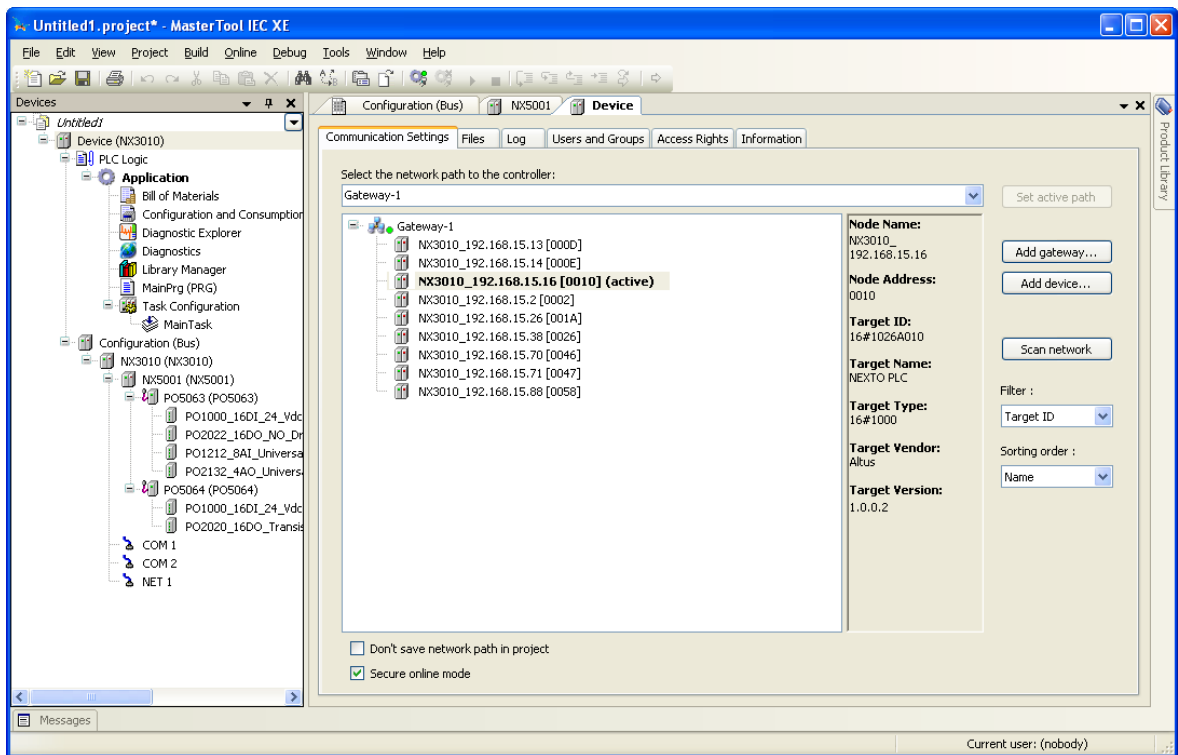 Untitled1.project* - MasterTool IEC XE
File Edit View Project Build Online Debug Tools Window Help
Devices
Untitled1
Device (NX3010)
PLC Logic
Application
Bill of Materials
Configuration and Consumption
Diagnostic Explorer
Diagnostics
Library Manager
MainPrg (PRG)
Task Configuration
MainTask
Configuration (Bus)
NX3010 (NX3010)
NX5001 (NX5001)
PO5063 (PO5063)
PO1000_16DI_24_Vdc
PO2022_16DO_NO_Dr
PO1212_8AI_Universa
PO2132_4AO_Univers
PO5064 (PO5064)
PO1000_16DI_24_Vdc
PO2020_16DO_Transis
COM 1
COM 2
NET 1
Configuration (Bus) NX5001 Device
Communication Settings Files Log Users and Groups Access Rights Information
Select the network path to the controller:
Gateway-1
Set active path
Gateway-1
NX3010_192.168.15.13 [000D]
NX3010_192.168.15.14 [000E]
NX3010_192.168.15.16 [0010] (active)
NX3010_192.168.15.2 [0002]
NX3010_192.168.15.26 [001A]
NX3010_192.168.15.38 [0026]
NX3010_192.168.15.70 [0046]
NX3010_192.168.15.71 [0047]
NX3010_192.168.15.88 [0058]
Node Name:
NX3010_
192.168.15.16
Node Address:
0010
Target ID:
16#1026A010
Target Name:
NEXTO PLC
Target Type:
16#1000
Target Vendor:
Altus
Target Version:
1.0.0.2
Add gateway...
Add device...
Scan network
Filter :
Target ID
Sorting order :
Name
Don't save network path in project
Secure online mode
Product Library
Messages
Current user: (nobody)